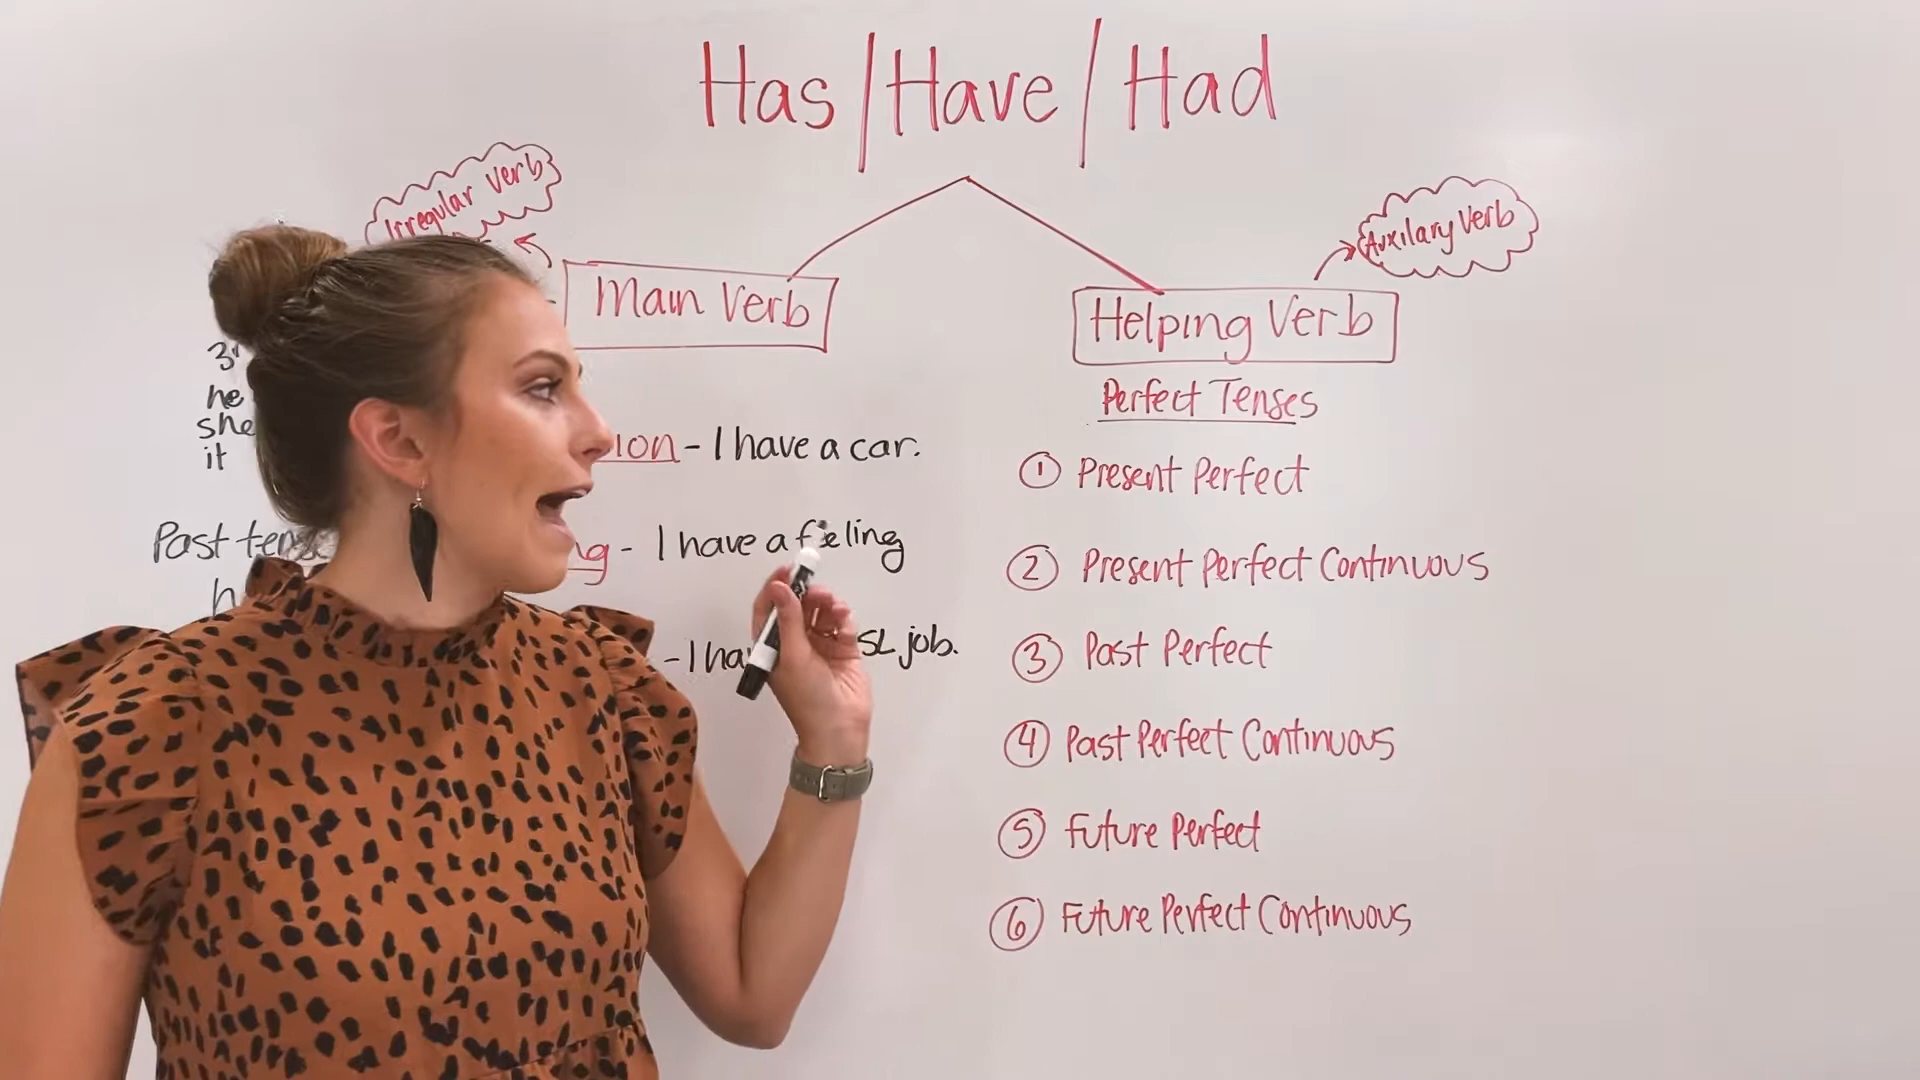 Has/Have/Had
Irregular Verb
Auxilary Verb
Main Verb
Helping Verb
Perfect Tenses
he
she
it
- I have a car.
Past tense
- I have a feling
SL job.
① Present Perfect
② Present Perfect Continuous
③ Past Perfect
④ Past Perfect Continuous
⑤ Future Perfect
⑥ Future Perfect Continuous